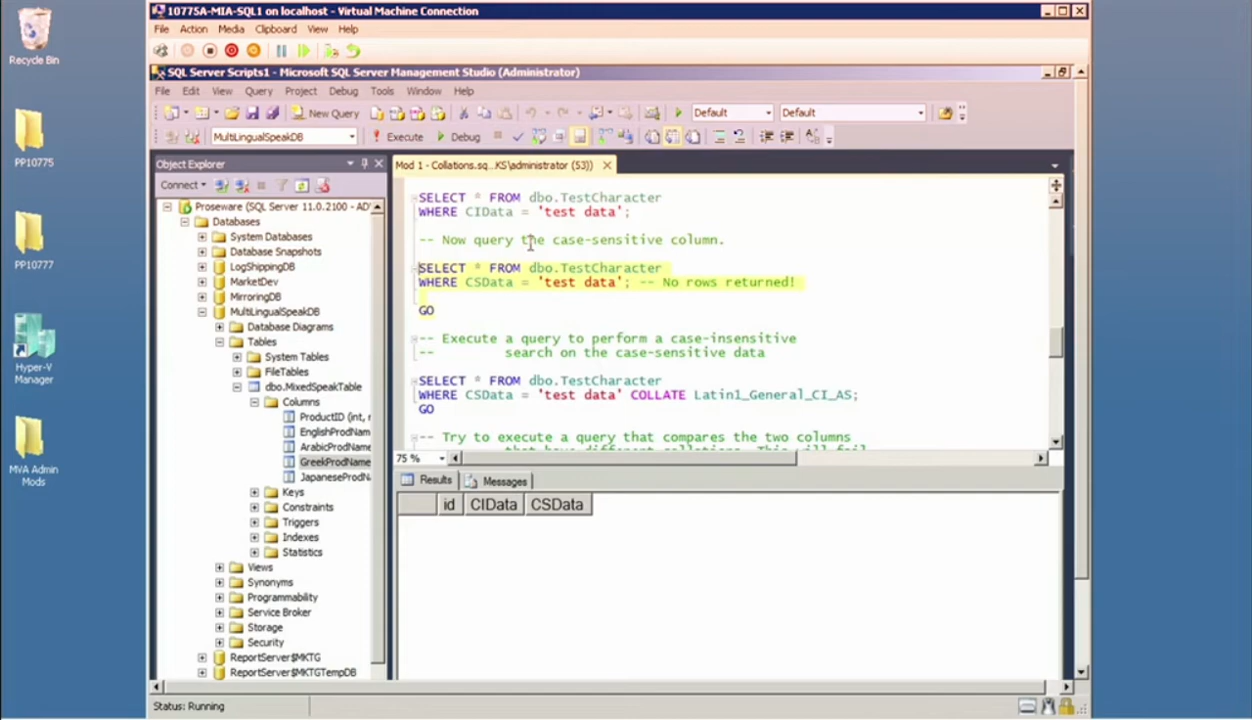 10775A-MIA-SQL1 on localhost - Virtual Machine Connection
File Action Media Clipboard View Help
SQL Server Scripts1 - Microsoft SQL Server Management Studio (Administrator)
File Edit View Query Project Debug Tools Window Help
New Query Default Default
MultiLingualSpeakDB Execute Debug
Object Explorer
Connect
Proseware (SQL Server 11.0.2100 - AD
Databases
System Databases
Database Snapshots
LogShippingDB
MarketDev
MirroringDB
MultiLingualSpeakDB
Database Diagrams
Tables
System Tables
FileTables
dbo.MixedSpeakTable
Columns
ProductID (int, 
EnglishProdName
ArabicProdName
GreekProdName
JapaneseProdN
Keys
Constraints
Triggers
Indexes
Statistics
Views
Synonyms
Programmability
Service Broker
Storage
Security
ReportServer$MKTG
ReportServer$MKTGTempDB
Mod 1 - Collations.sq...KS\administrator (53))
SELECT * FROM dbo.TestCharacter
WHERE CIData = 'test data';
-- Now query the case-sensitive column.
SELECT * FROM dbo.TestCharacter
WHERE CSData = 'test data'; -- No rows returned!
GO
-- Execute a query to perform a case-insensitive
-- search on the case-sensitive data
SELECT * FROM dbo.TestCharacter
WHERE CSData = 'test data' COLLATE Latin1_General_CI_AS;
GO
-- Try to execute a query that compares the two columns
that have different collations. This will fail
75 %
Results Messages
id CIData CSData
Status: Running
Recycle Bin
PP10775
PP10777
Hyper-V
Manager
MVA Admin
Mods